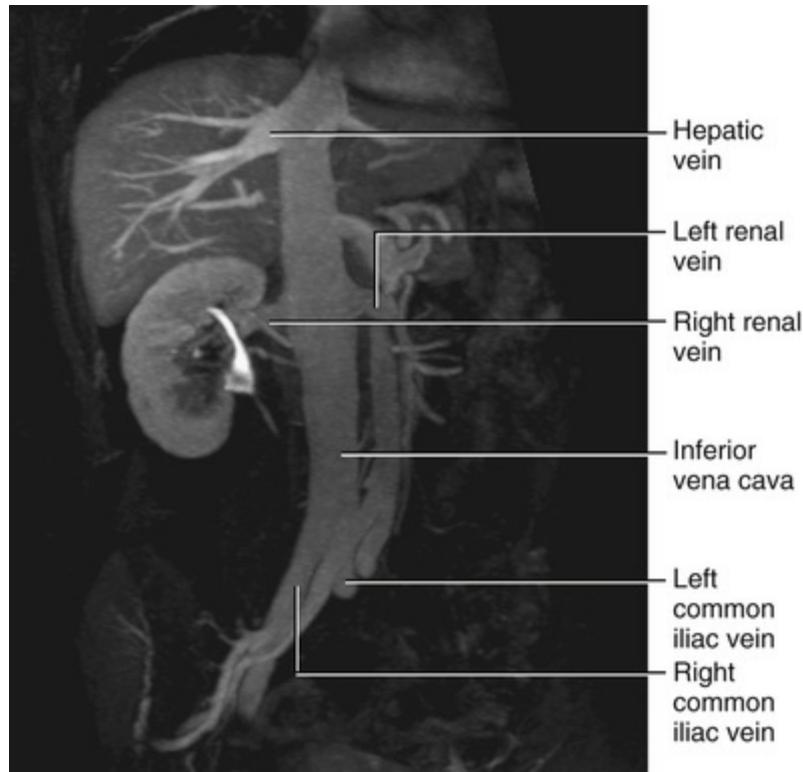 Hepatic
vein
Left renal
vein
Right renal
vein
Inferior
vena cava
Left
common
iliac vein
Right
common
iliac vein